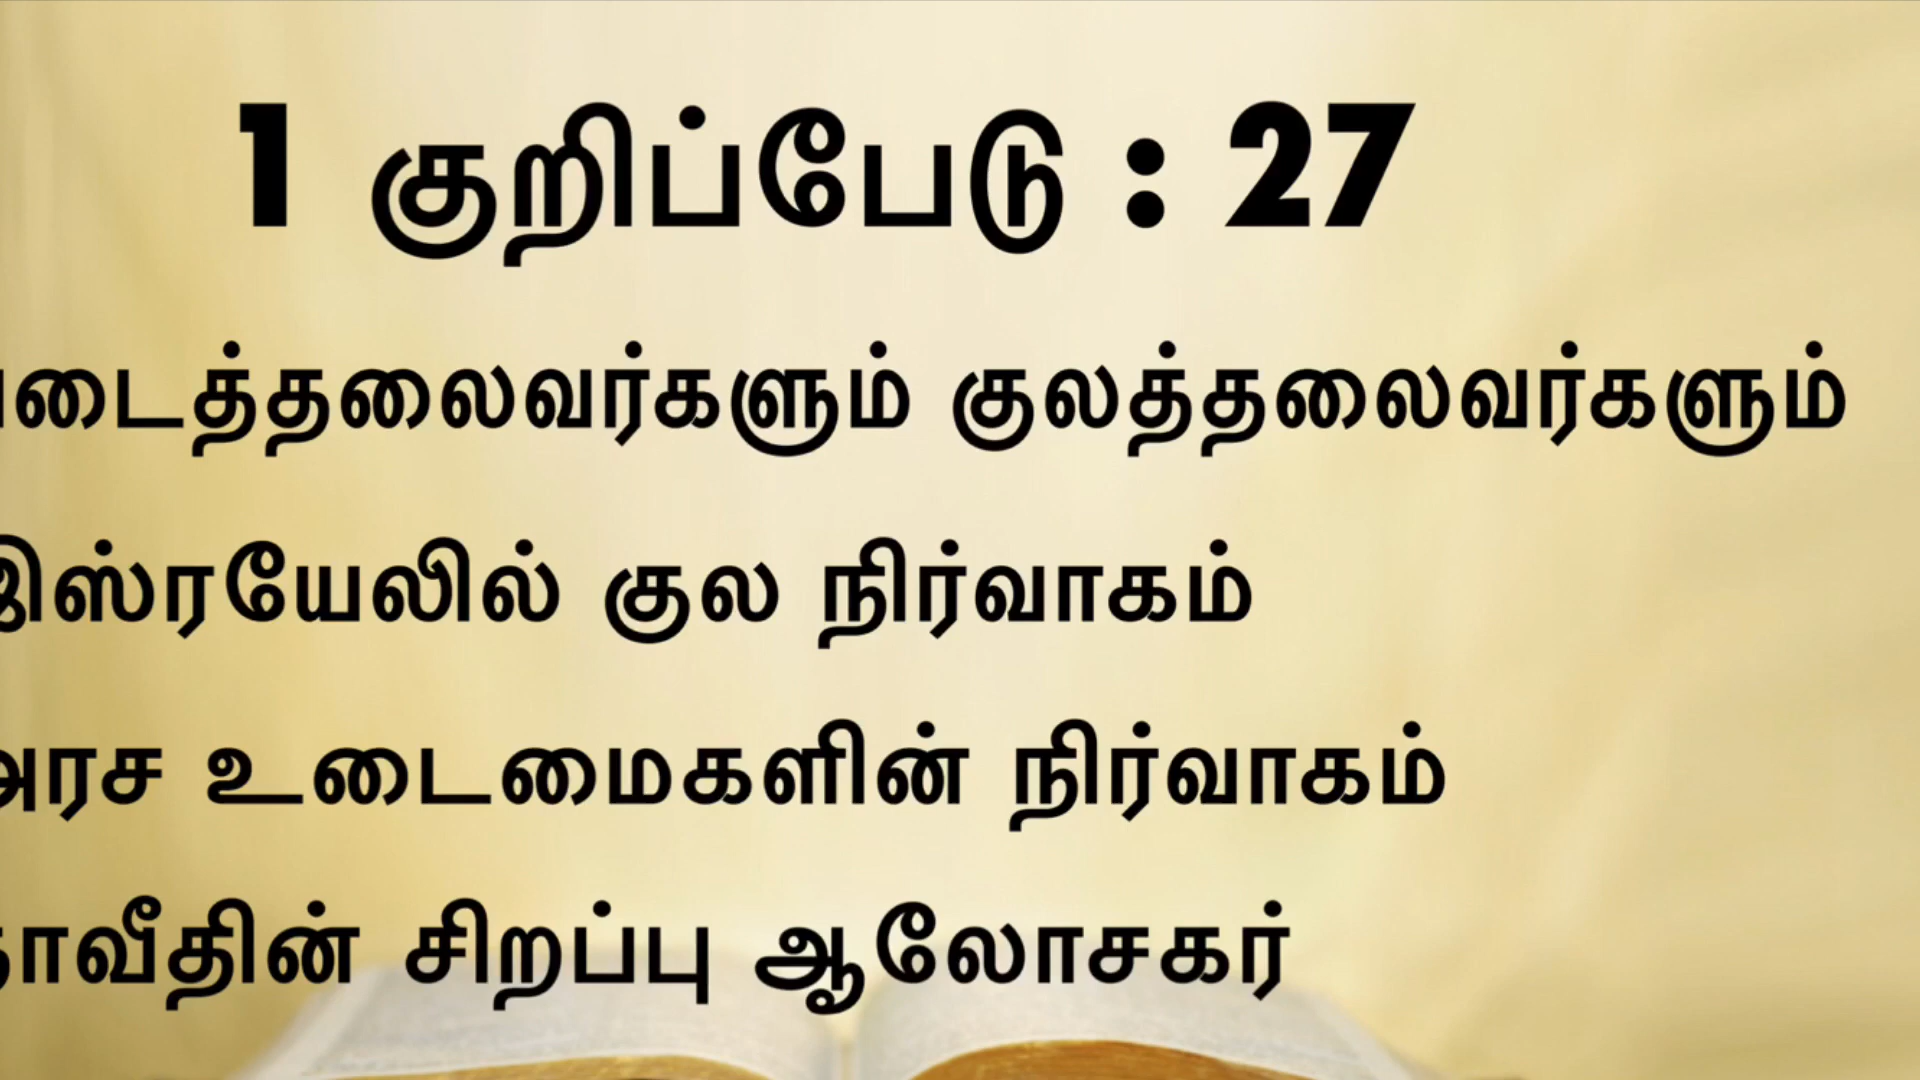 1 குறிப்பேடு : 27
படைத்தலைவர்களும் குலத்தலைவர்களும்
இஸ்ரயேலில் குல நிர்வாகம்
அரச உடைமைகளின் நிர்வாகம்
தாவீதின் சிறப்பு ஆலோசகர்